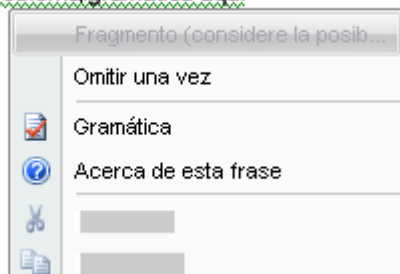 Fragmento (considere la posib...
Omitir una vez
Gramática
Acerca de esta frase